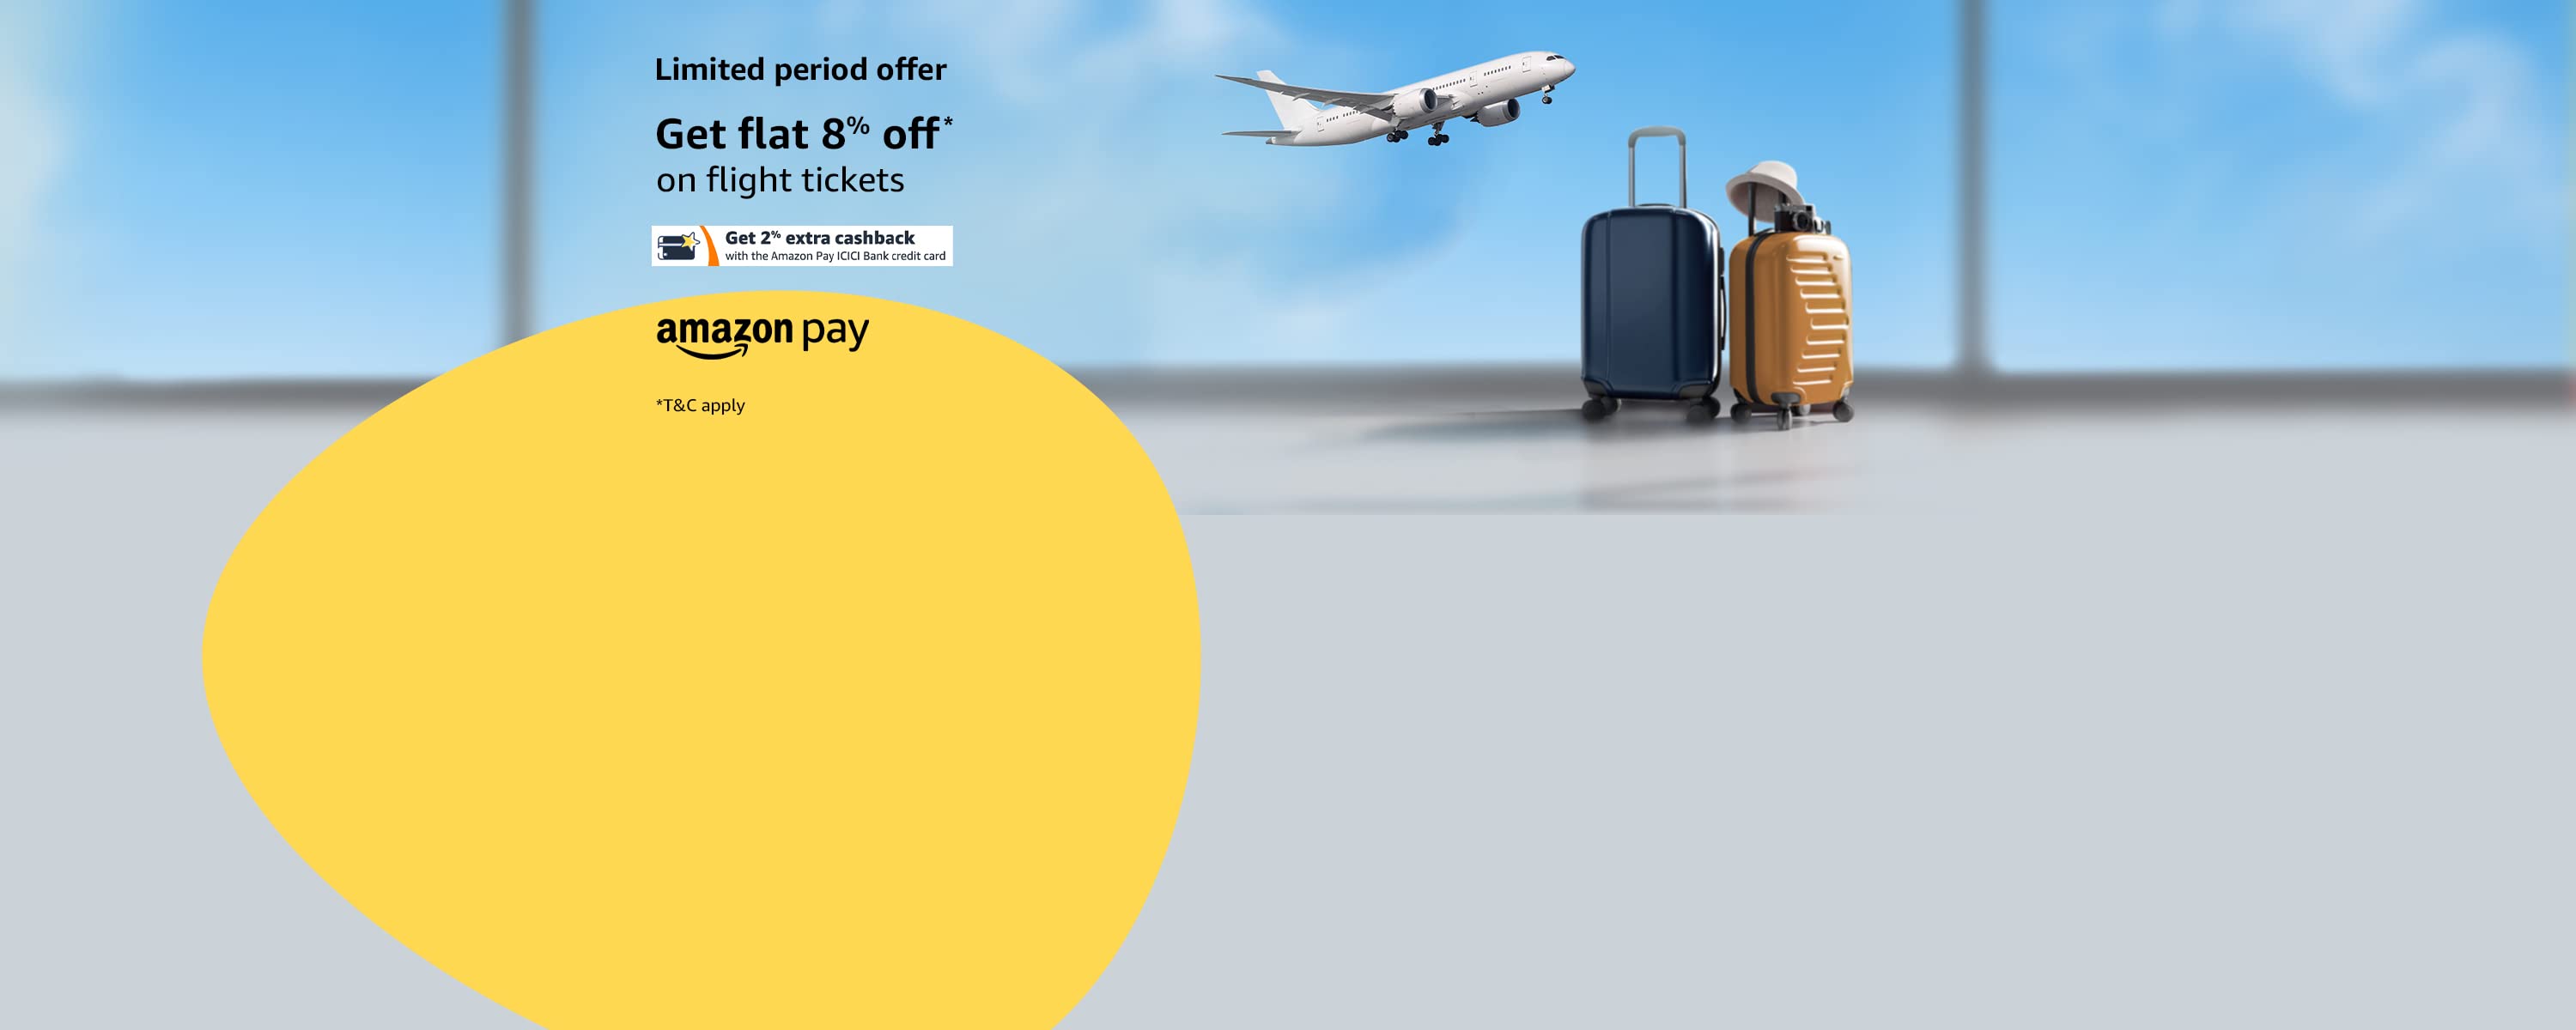 Limited period offer
Get flat 8% off*
on flight tickets
Get 2% extra cashback
with the Amazon Pay ICICI Bank credit card
amazon pay
*T&C apply